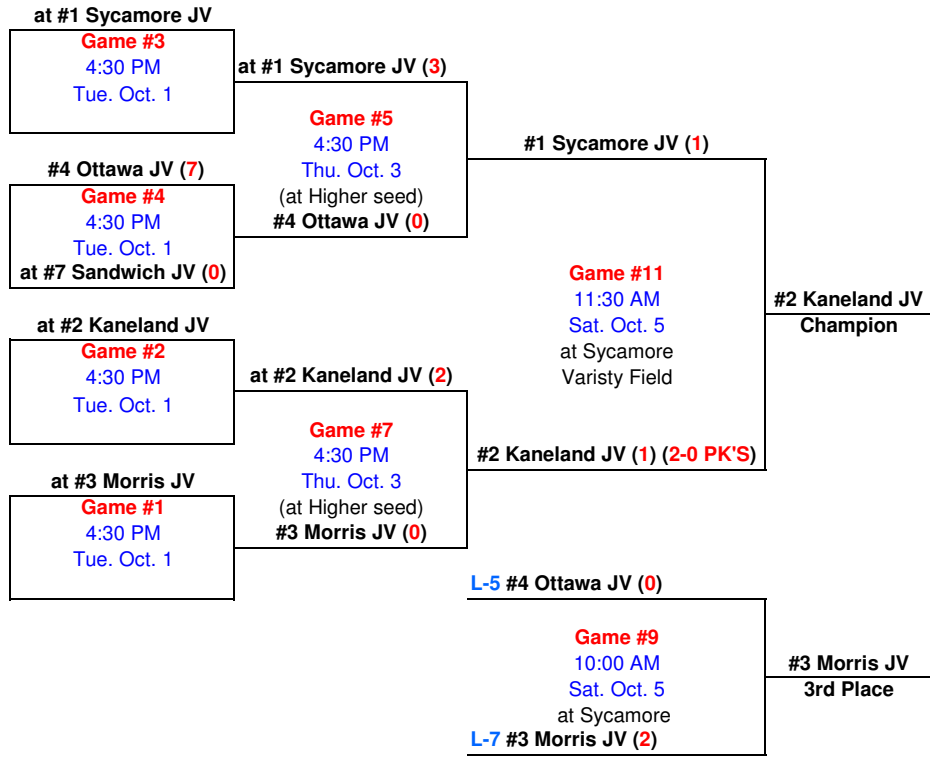 at #1 Sycamore JV
Game #3
4:30 PM
Tue. Oct. 1
at #1 Sycamore JV (3)
Game #5
4:30 PM
Thu. Oct. 3
(at Higher seed)
#4 Ottawa JV (0)
#4 Ottawa JV (7)
Game #4
4:30 PM
Tue. Oct. 1
at #7 Sandwich JV (0)
#1 Sycamore JV (1)
Game #11
11:30 AM
Sat. Oct. 5
at Sycamore
Varisty Field
#2 Kaneland JV (1) (2-0 PK'S)
#2 Kaneland JV
Champion
at #2 Kaneland JV
Game #2
4:30 PM
Tue. Oct. 1
at #2 Kaneland JV (2)
Game #7
4:30 PM
Thu. Oct. 3
(at Higher seed)
#3 Morris JV (0)
at #3 Morris JV
Game #1
4:30 PM
Tue. Oct. 1
L-5 #4 Ottawa JV (0)
Game #9
10:00 AM
Sat. Oct. 5
at Sycamore
L-7 #3 Morris JV (2)
#3 Morris JV
3rd Place